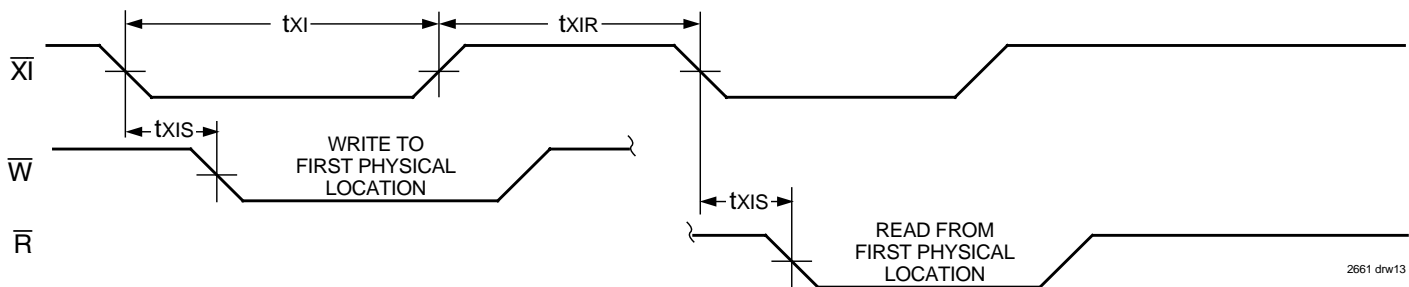 tXI
tXIR
XI
tXIS
W
WRITE TO
FIRST PHYSICAL
LOCATION
tXIS
R
READ FROM
FIRST PHYSICAL
LOCATION
2661 drw13